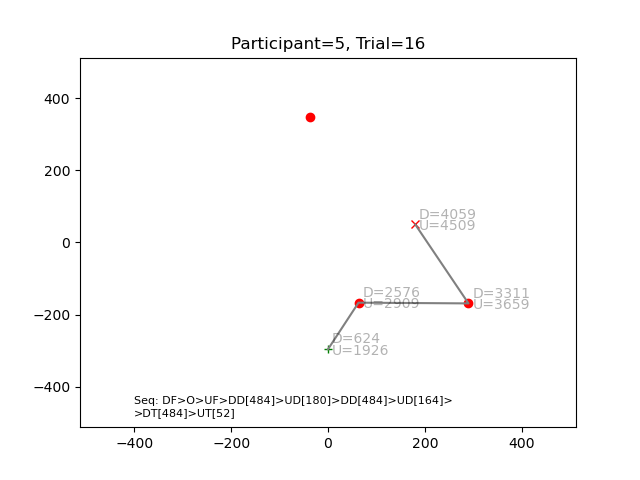 Participant=5, Trial=16
400
200
0
−200
−400
D=4059
U=4509
D=2576
U=2909
D=3311
U=3659
D=624
U=1926
Seq: DF>O>UF>DD[484]>UD[180]>DD[484]>UD[164]>
>DT[484]>UT[52]
−400 −200 0 200 400